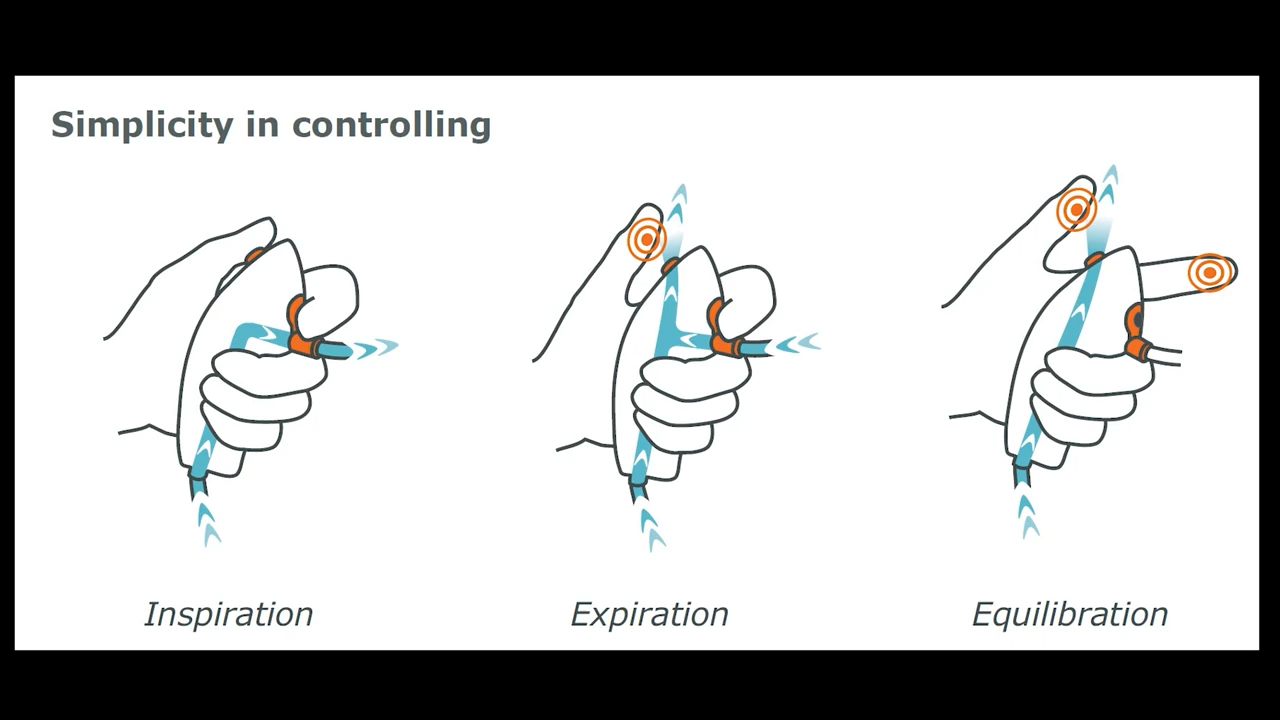 Simplicity in controlling
Inspiration
Expiration
Equilibration